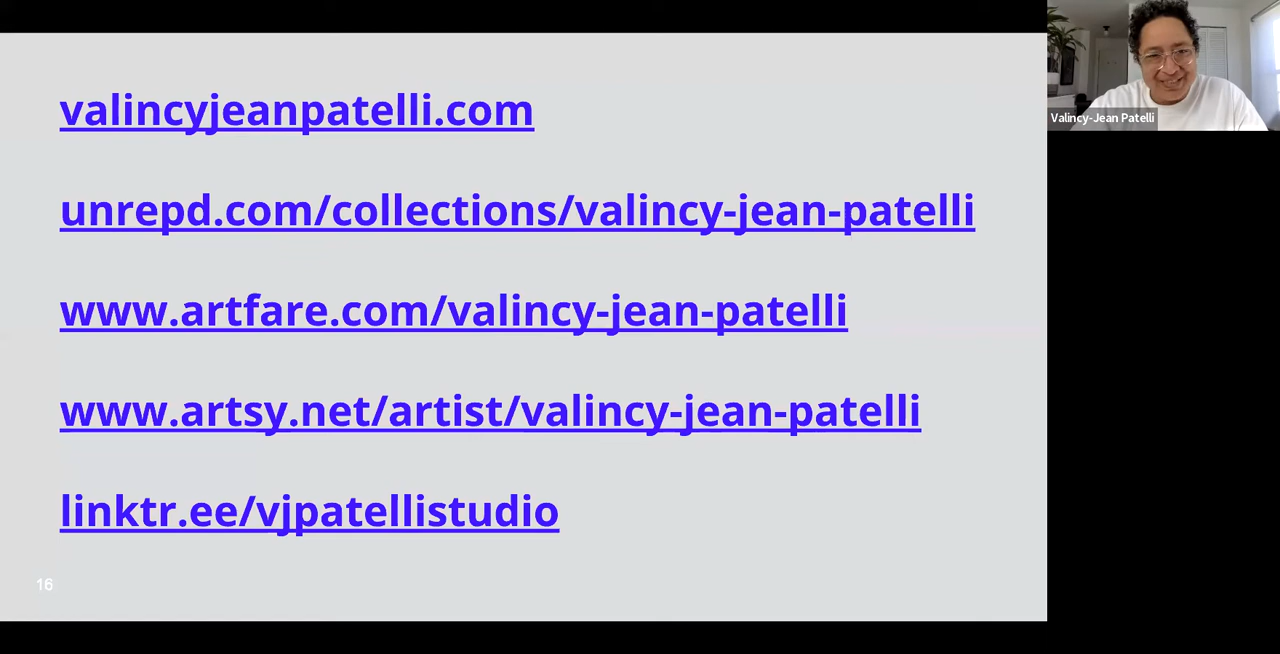 valincyjeanpatelli.com
unrepd.com/collections/valincy-jean-patelli
www.artfare.com/valincy-jean-patelli
www.artsy.net/artist/valincy-jean-patelli
linktr.ee/vjpatellistudio
16
Valincy-Jean Patelli